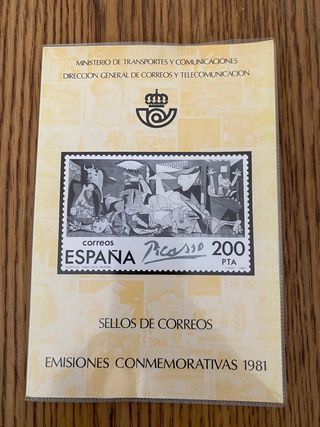 MINISTERIO DE TRANSPORTES Y COMUNICACIONES
DIRECCION GENERAL DE CORREOS Y TELECOMUNICACION
correos
ESPAÑA
Picasso
200
PTA
SELLOS DE CORREOS
EMISIONES CONMEMORATIVAS 1981